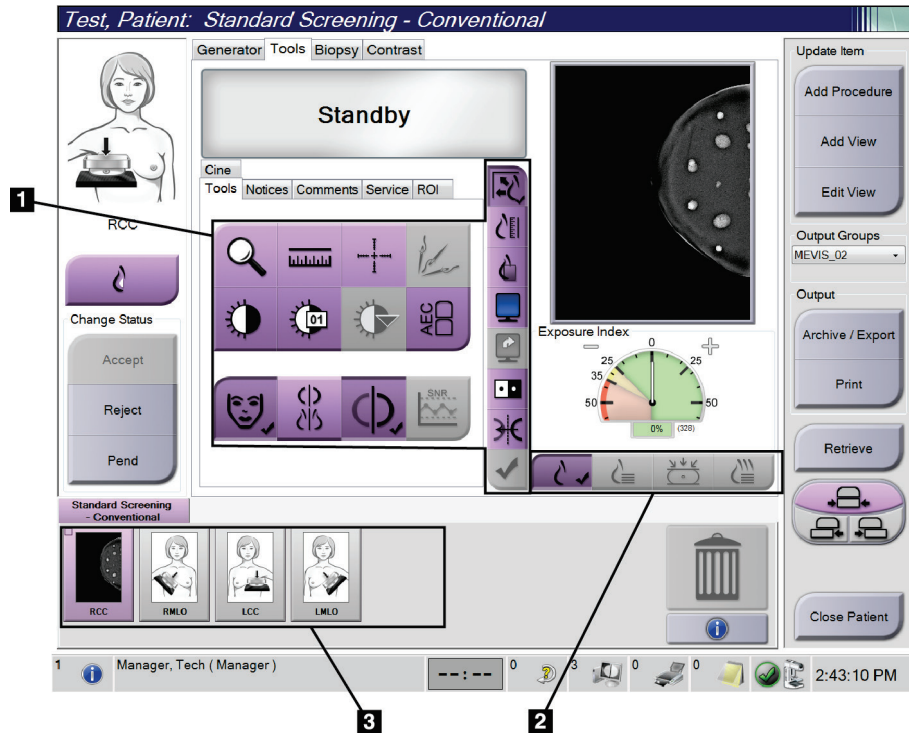 Test, Patient: Standard Screening - Conventional
Generator Tools Biopsy Contrast
Standby
Cine
Tools Notices Comments Service ROI
1
RCC
01
AEC
SNR
Change Status
Accept
Reject
Pend
Exposure Index
0
25 25
35
50 50
0% (328)
Update Item
Add Procedure
Add View
Edit View
Output Groups
MEVIS_02
Output
Archive / Export
Print
Retrieve
Close Patient
Standard Screening
- Conventional
RCC RMLO LCC LMLO
1 Manager, Tech ( Manager ) --:-- 0 3 0 0 2:43:10 PM
3 2